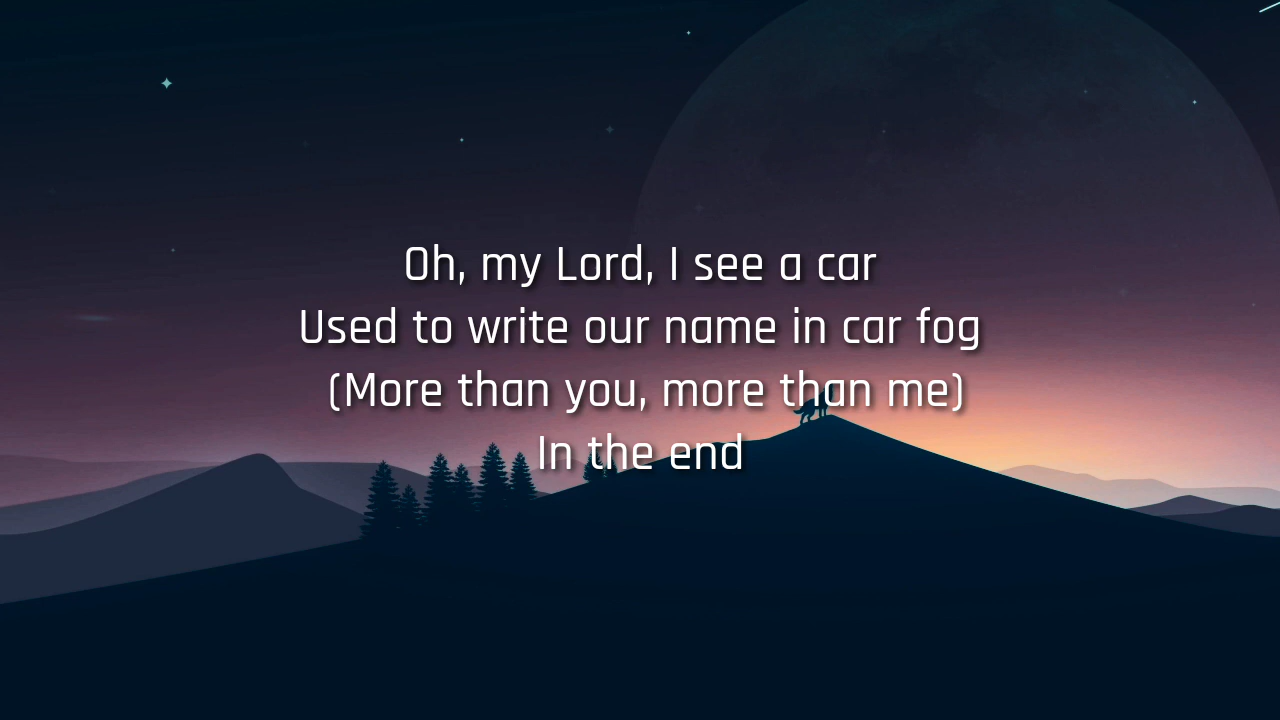 Oh, my Lord, I see a car
Used to write our name in car fog
(More than you, more than me)
In the end